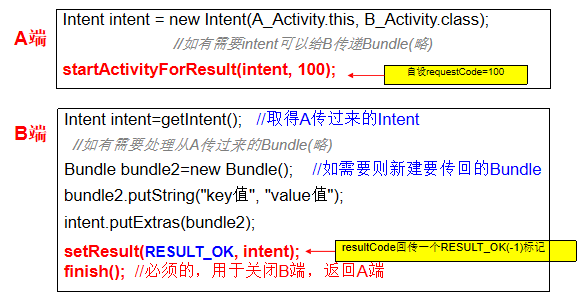 A端
Intent intent = new Intent(A_Activity.this, B_Activity.class);
//如有需要intent可以给B传递Bundle(略)
startActivityForResult(intent, 100);
自设requestCode=100
B端
Intent intent=getIntent(); //取得A传过来的Intent
//如有需要处理从A传过来的Bundle(略)
Bundle bundle2=new Bundle(); //如需要则新建要传回的Bundle
bundle2.putString("key值", "value值");
intent.putExtras(bundle2);
setResult(RESULT_OK, intent);
resultCode回传一个RESULT_OK(-1)标记
finish(); //必须的，用于关闭B端，返回A端